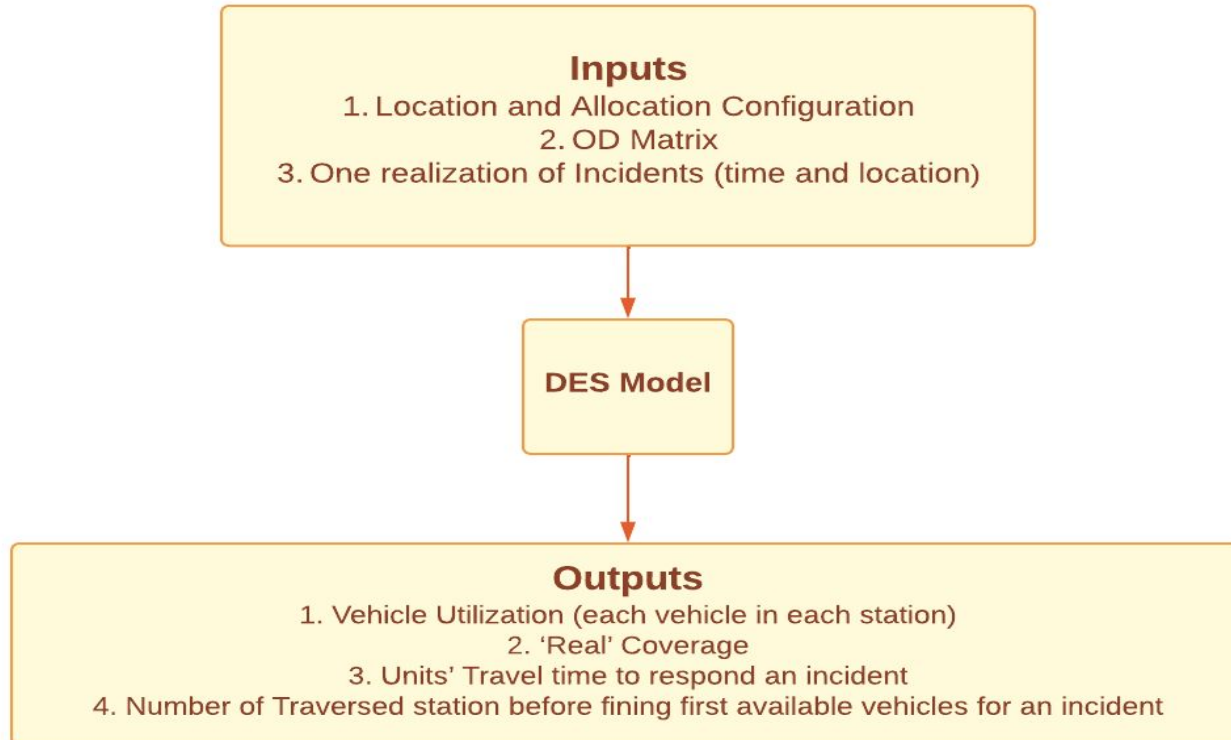 Inputs
1. Location and Allocation Configuration
2. OD Matrix
3. One realization of Incidents (time and location)
DES Model
Outputs
1. Vehicle Utilization (each vehicle in each station)
2. ‘Real’ Coverage
3. Units’ Travel time to respond an incident
4. Number of Traversed station before fining first available vehicles for an incident